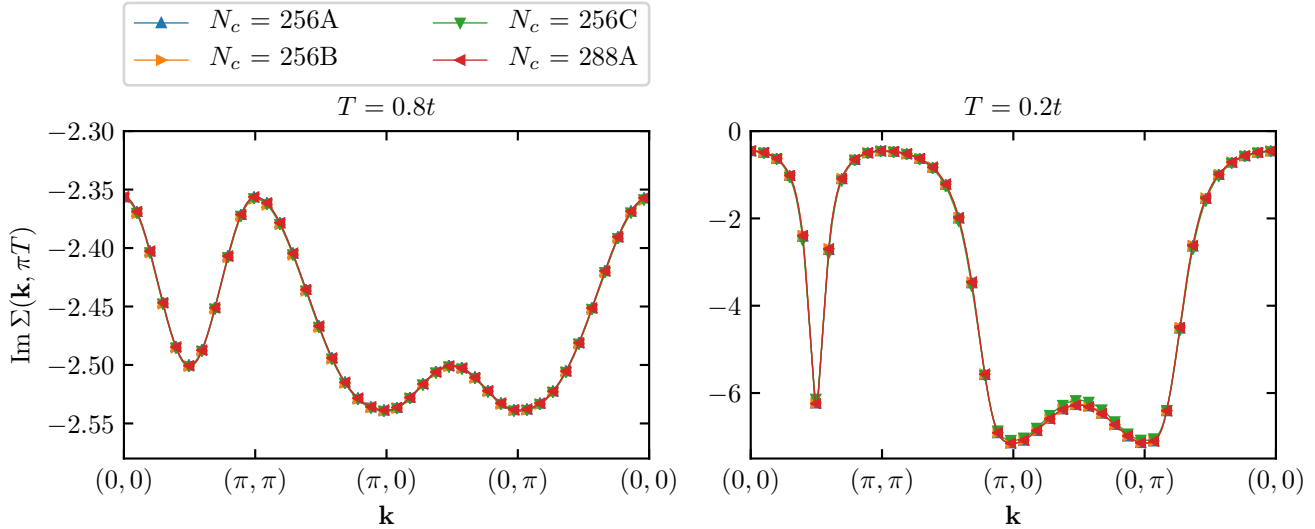 N_c = 256A
N_c = 256C
N_c = 256B
N_c = 288A
T = 0.8t
T = 0.2t
Im Σ(k, πT)
−2.30
−2.35
−2.40
−2.45
−2.50
−2.55
(0, 0)
(π, π)
(π, 0)
(0, π)
(0, 0)
k
0
−2
−4
−6
(0, 0)
(π, π)
(π, 0)
(0, π)
(0, 0)
k